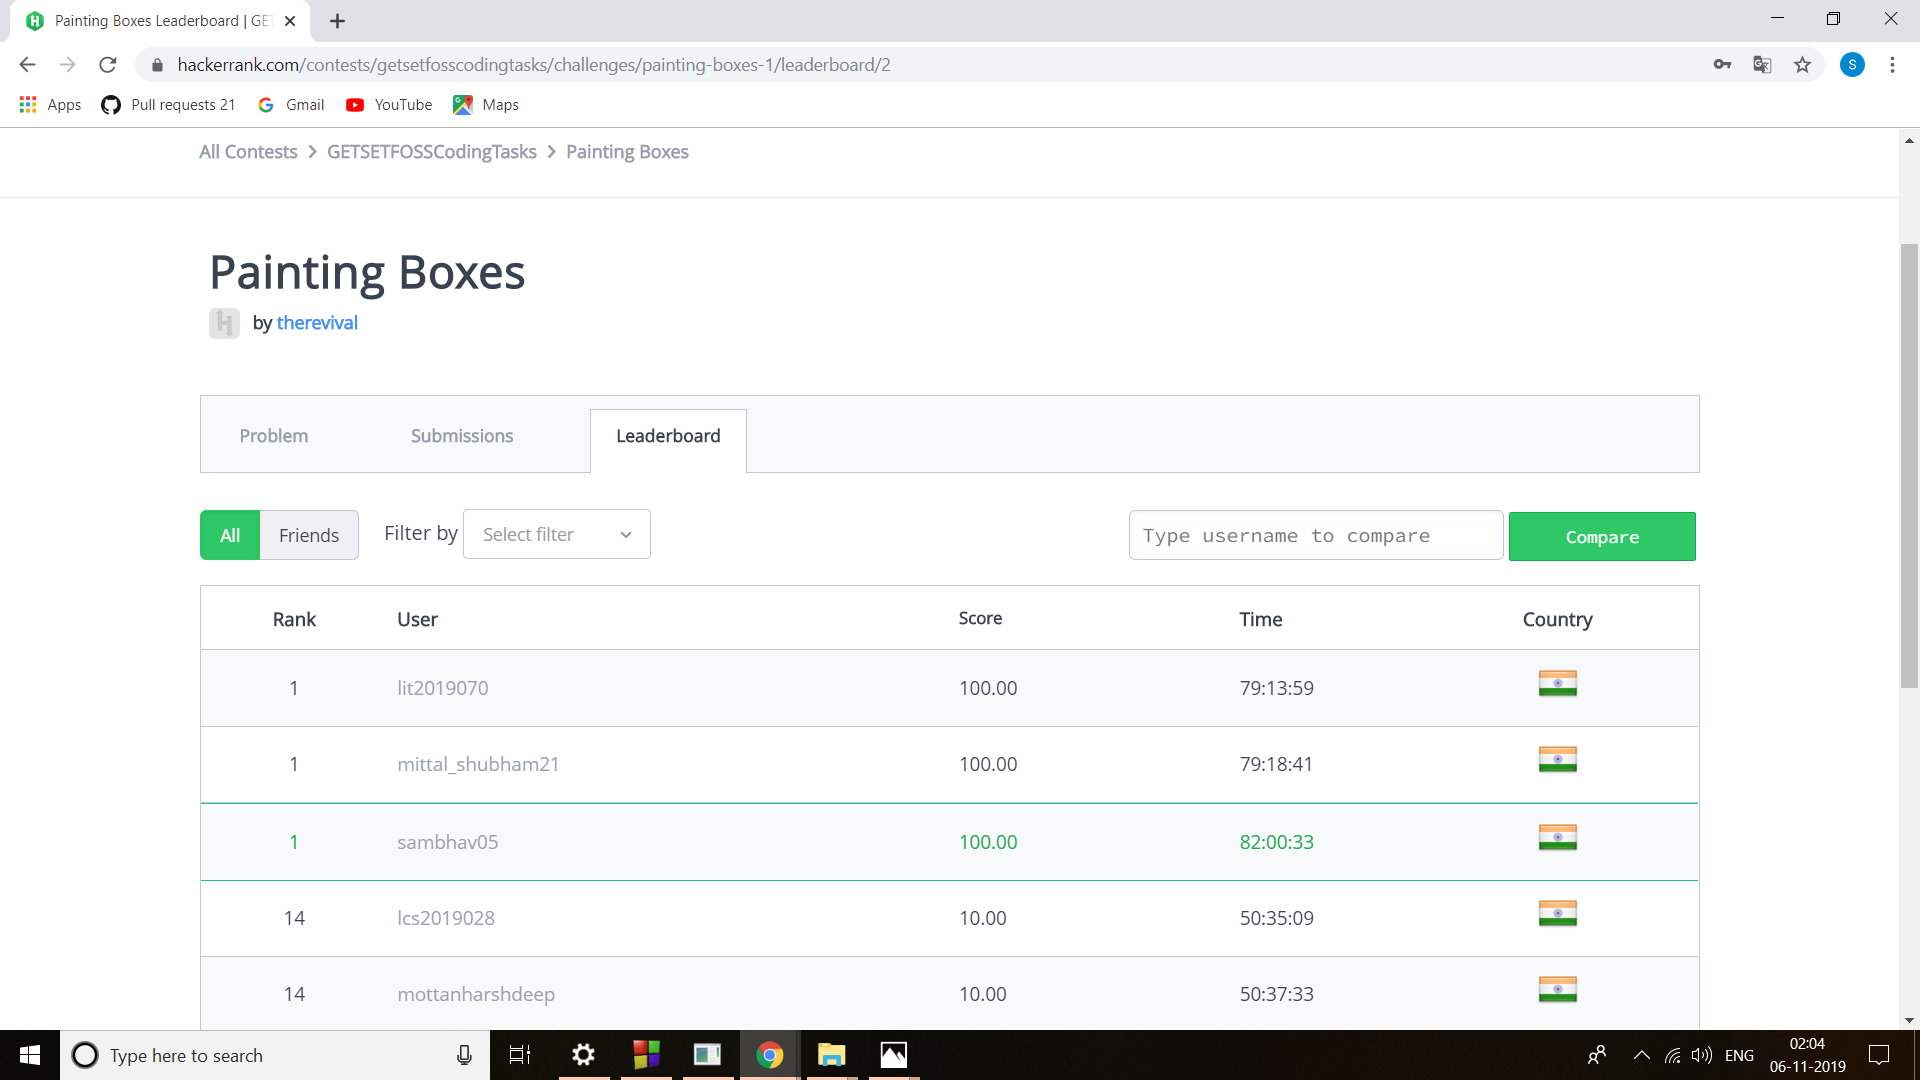 Painting Boxes Leaderboard | GET
hackerrank.com/contests/getsetfosscodingtasks/challenges/painting-boxes-1/leaderboard/2
S
Apps Pull requests 21 Gmail YouTube Maps
All Contests > GETSETFOSSCodingTasks > Painting Boxes
Painting Boxes
by therevival
Problem Submissions Leaderboard
All Friends Filter by Select filter Type username to compare Compare
Rank User Score Time Country
1 lit2019070 100.00 79:13:59
1 mittal_shubham21 100.00 79:18:41
1 sambhav05 100.00 82:00:33
14 lcs2019028 10.00 50:35:09
14 mottanharshdeep 10.00 50:37:33
Type here to search ENG 02:04
06-11-2019